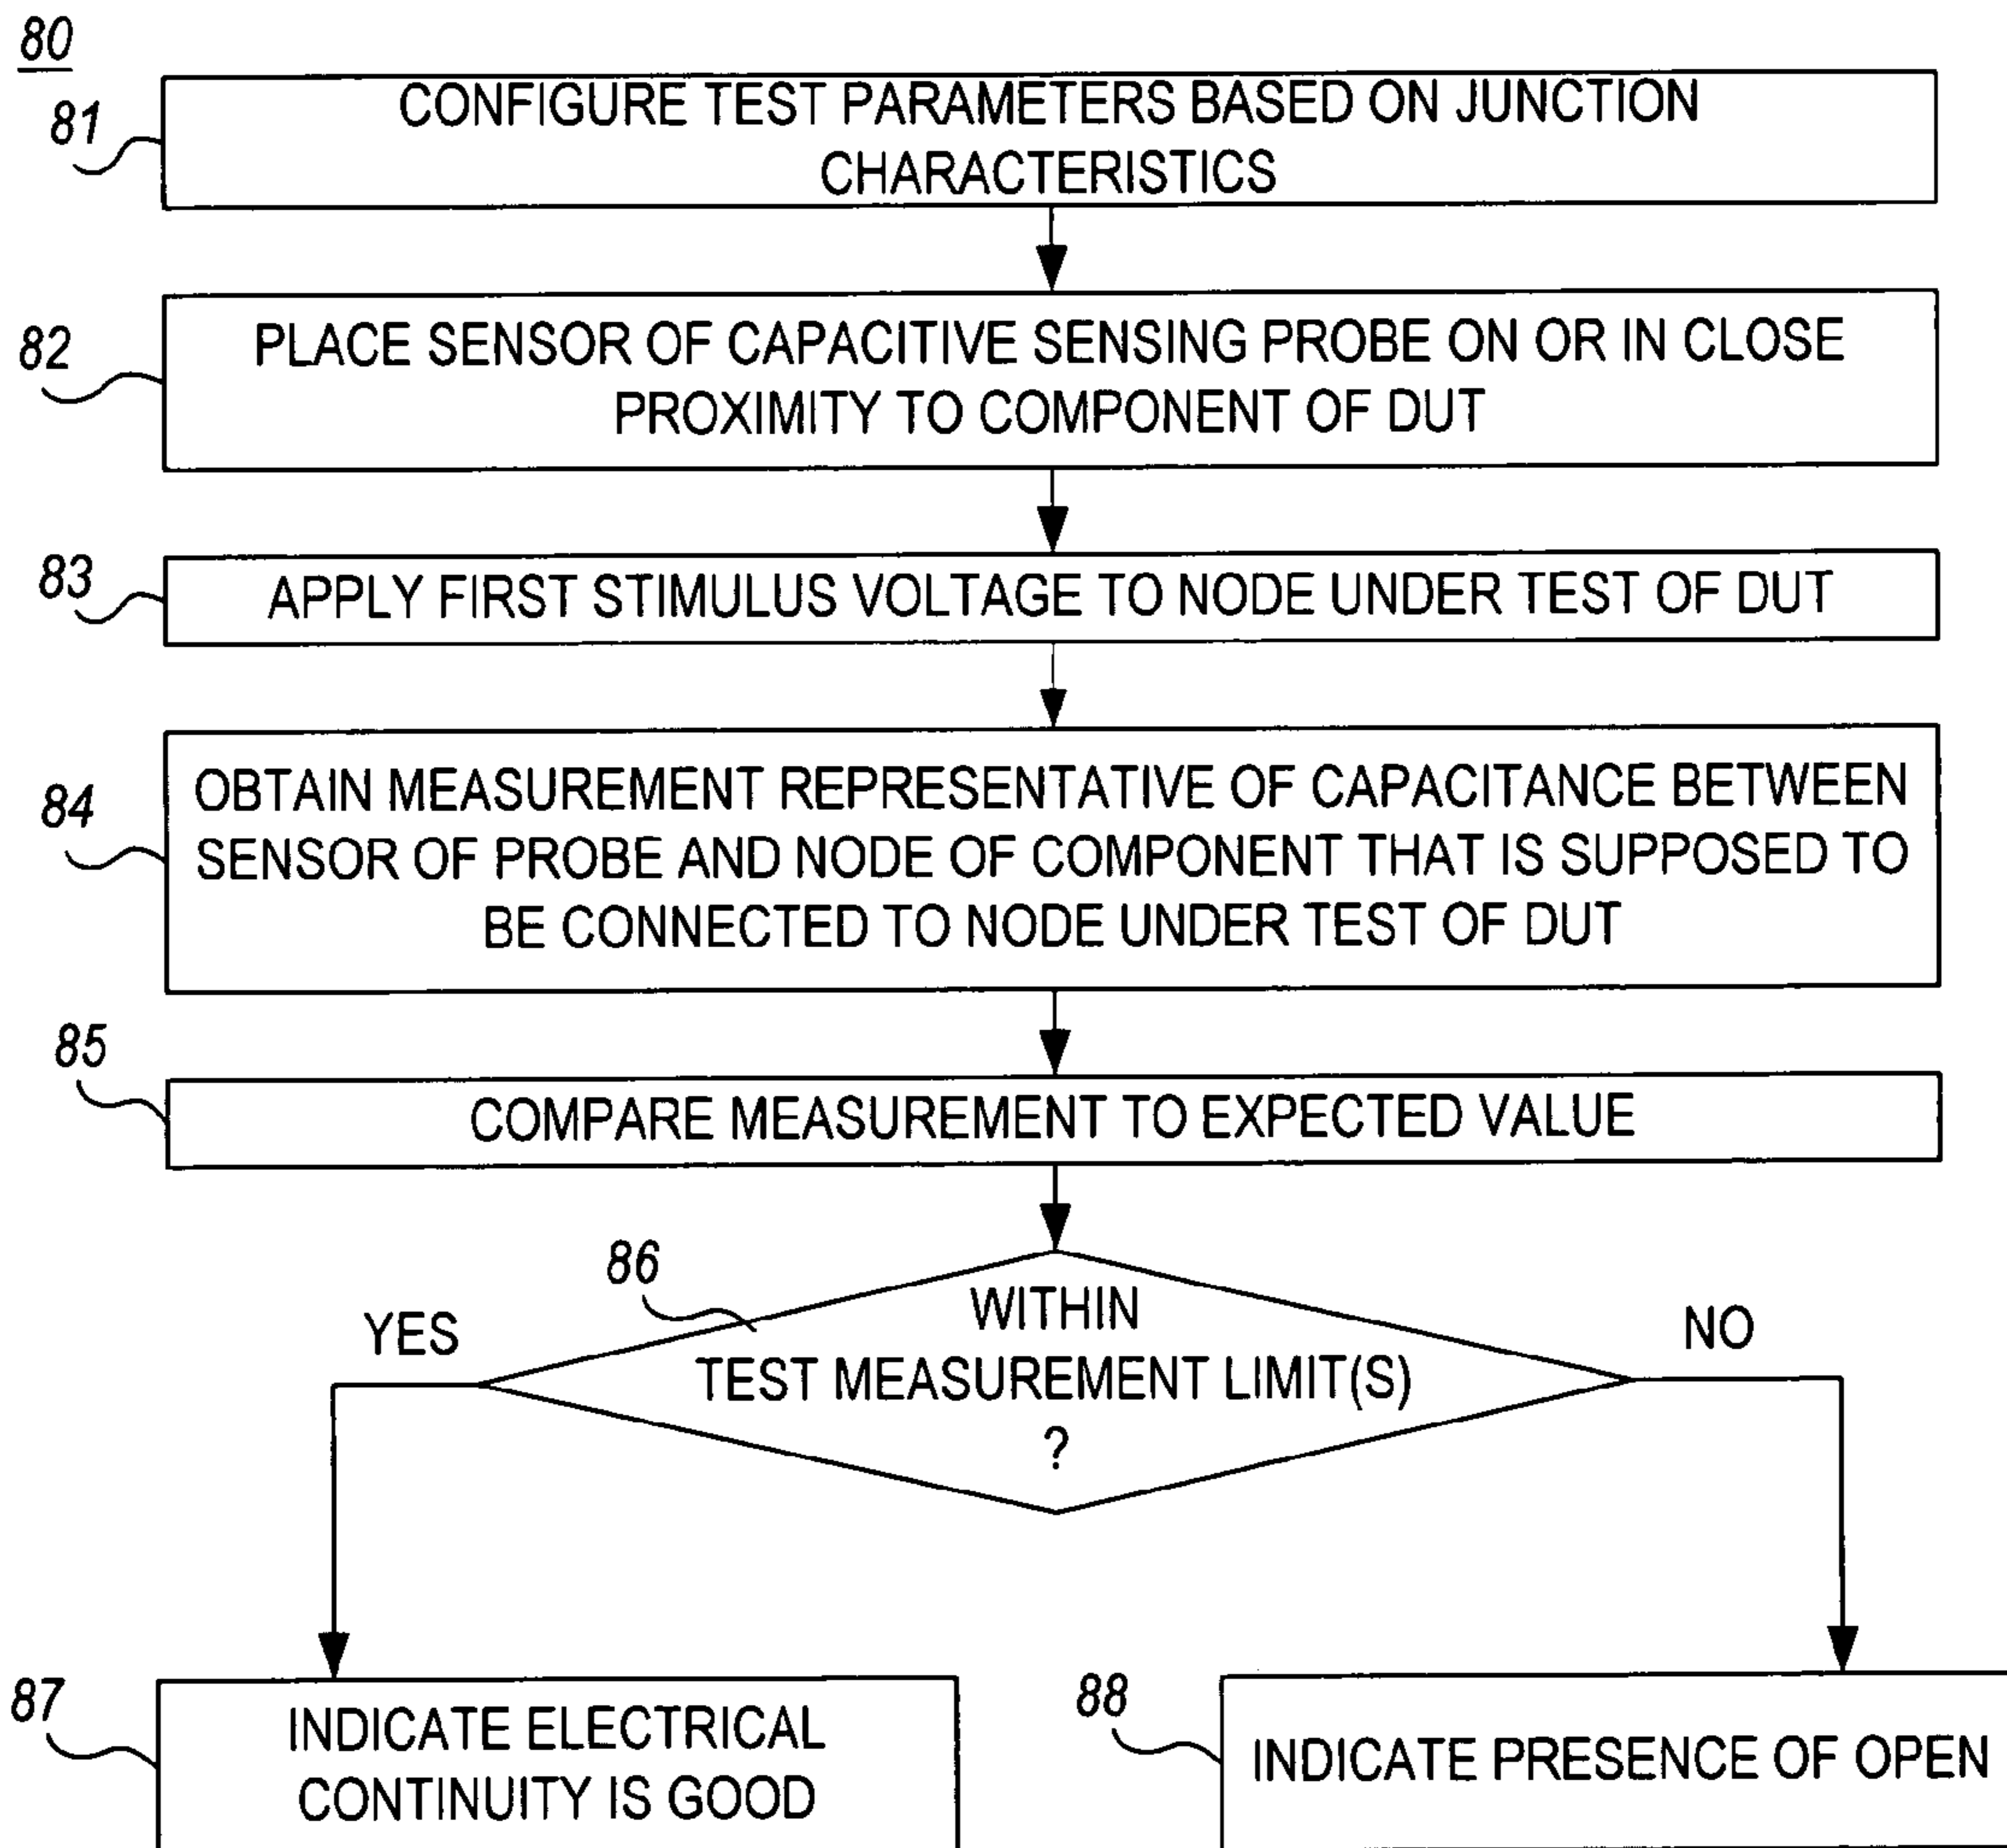 80
81
CONFIGURE TEST PARAMETERS BASED ON JUNCTION
CHARACTERISTICS
82
PLACE SENSOR OF CAPACITIVE SENSING PROBE ON OR IN CLOSE
PROXIMITY TO COMPONENT OF DUT
83
APPLY FIRST STIMULUS VOLTAGE TO NODE UNDER TEST OF DUT
84
OBTAIN MEASUREMENT REPRESENTATIVE OF CAPACITANCE BETWEEN
SENSOR OF PROBE AND NODE OF COMPONENT THAT IS SUPPOSED TO
BE CONNECTED TO NODE UNDER TEST OF DUT
85
COMPARE MEASUREMENT TO EXPECTED VALUE
86
YES
WITHIN
TEST MEASUREMENT LIMIT(S)
?
NO
87
INDICATE ELECTRICAL
CONTINUITY IS GOOD
88
INDICATE PRESENCE OF OPEN